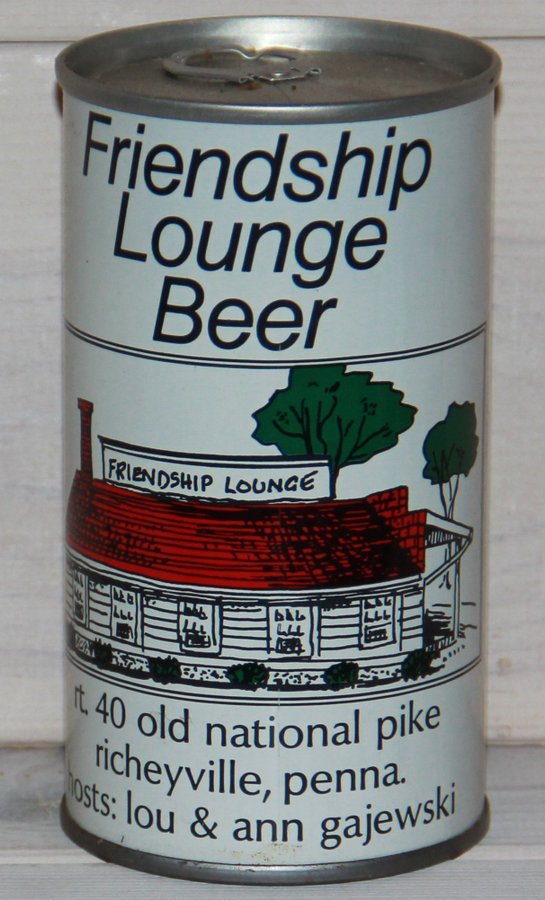 Friendship
Lounge
Beer
FRIENDSHIP LOUNGE
rt. 40 old national pike
richeyville, penna.
hosts: lou & ann gajewski